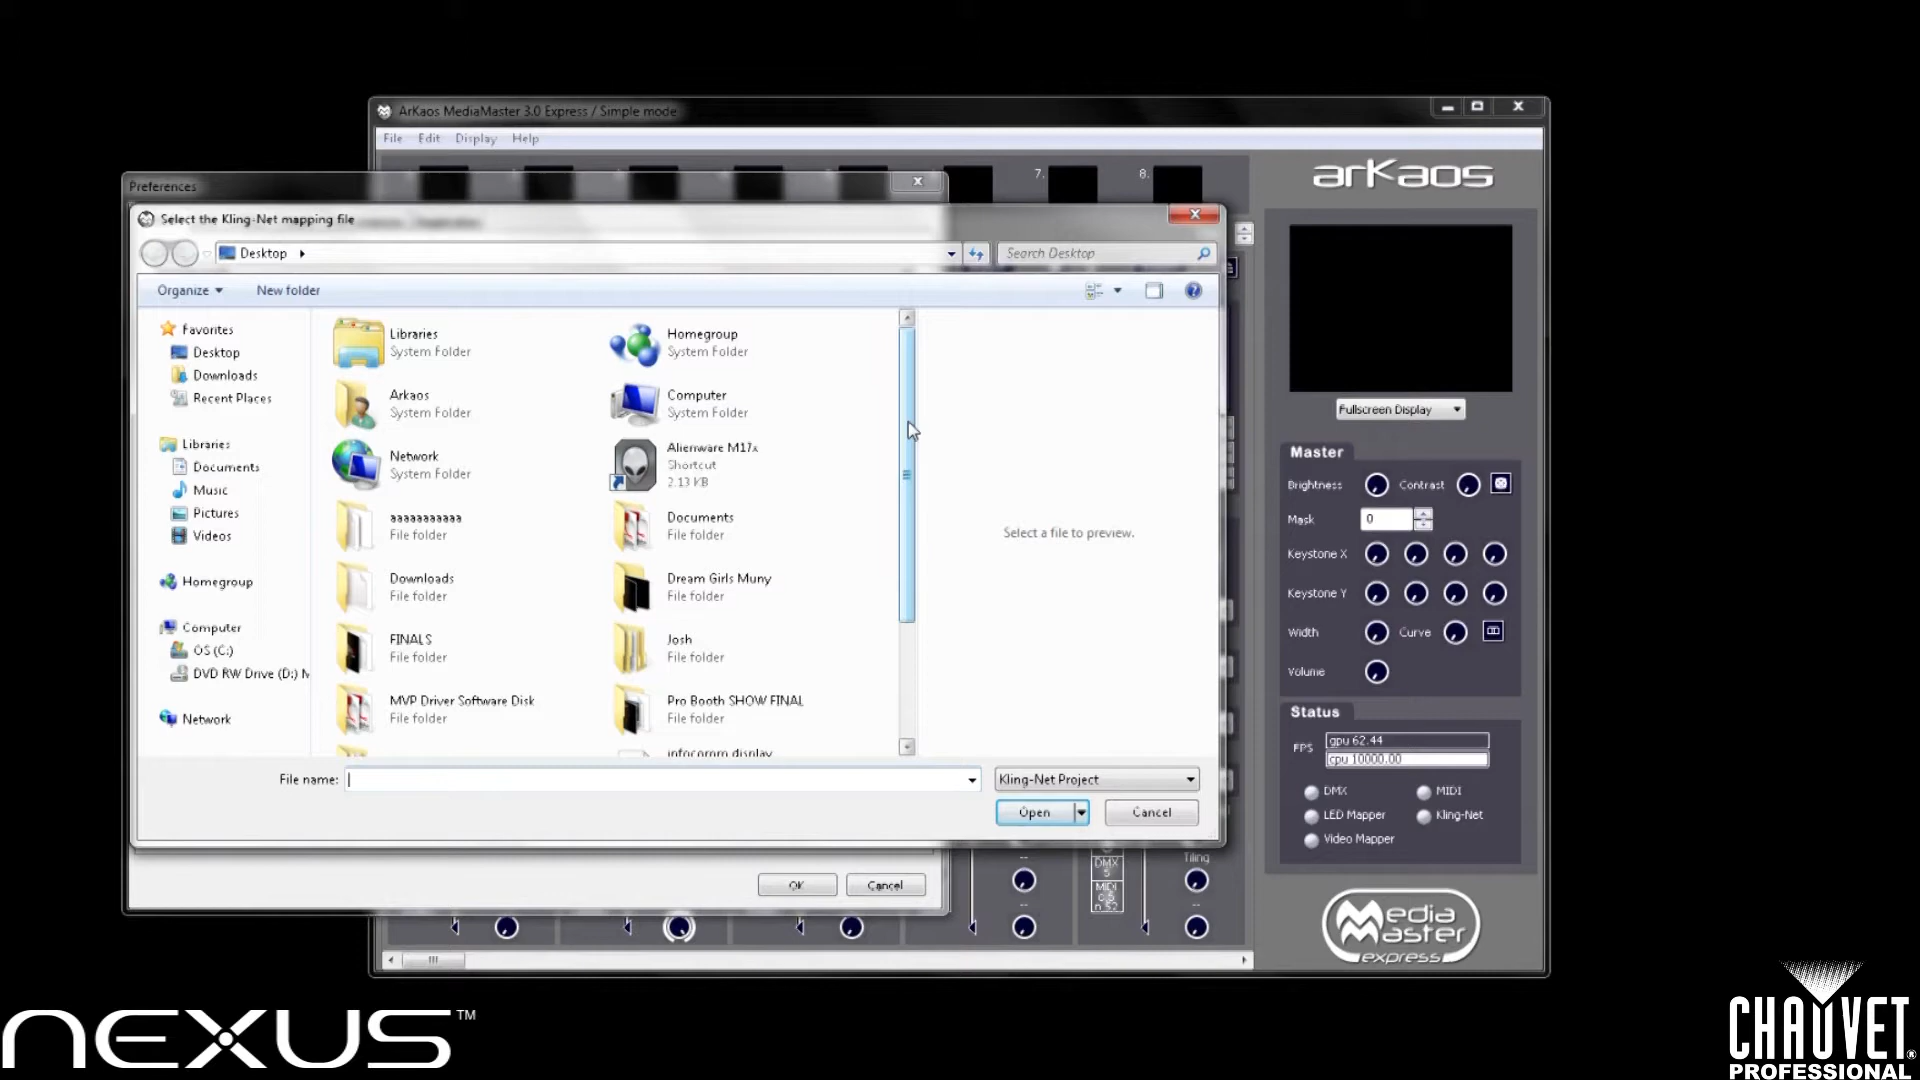 ArKaos MediaMaster 3.0 Express / Simple mode
File Edit Display Help
arKaos
7.
8.
Preferences
Select the Kling-Net mapping file
Desktop
Search Desktop
Organize
New folder
Favorites
Desktop
Downloads
Recent Places
Libraries
Documents
Music
Pictures
Videos
Homegroup
Computer
OS (C:)
DVD RW Drive (D:) M
Network
Libraries
System Folder
Homegroup
System Folder
Arkaos
System Folder
Computer
System Folder
Network
System Folder
Alienware M17x
Shortcut
2.13 KB
aaaaaaaaaaa
File folder
Documents
File folder
Downloads
File folder
Dream Girls Muny
File folder
FINALS
File folder
Josh
File folder
MVP Driver Software Disk
File folder
Pro Booth SHOW FINAL
File folder
infocomm display
Select a file to preview.
File name:
Kling-Net Project
Open
Cancel
OK
Cancel
Fullscreen Display
Master
Brightness
Contrast
Mask
0
Keystone X
Keystone Y
Width
Curve
Volume
Status
FPS
gpu 62.44
cpu 10000.00
DMX
MIDI
LED Mapper
Kling-Net
Video Mapper
--
DMX
5
MIDI
Tiling
--
--
Media Master
express
NEXUS™
CHAUVET®
PROFESSIONAL